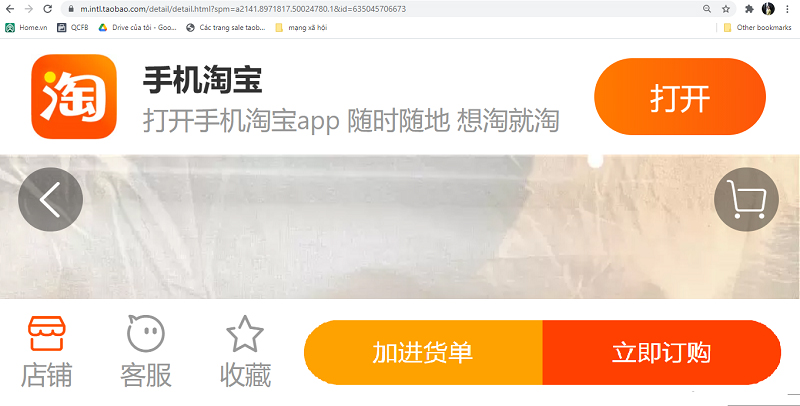 m.intl.taobao.com/detail/detail.html?spm=a2141.8971817.50024780.1&id=635045706673
Home.vn QCFB Drive của tôi - Goo... Các trang sale taob... mạng xã hội Other bookmarks
淘
手机淘宝
打开手机淘宝app 随时随地 想淘就淘
打开
店铺 客服 收藏 加进货单 立即订购